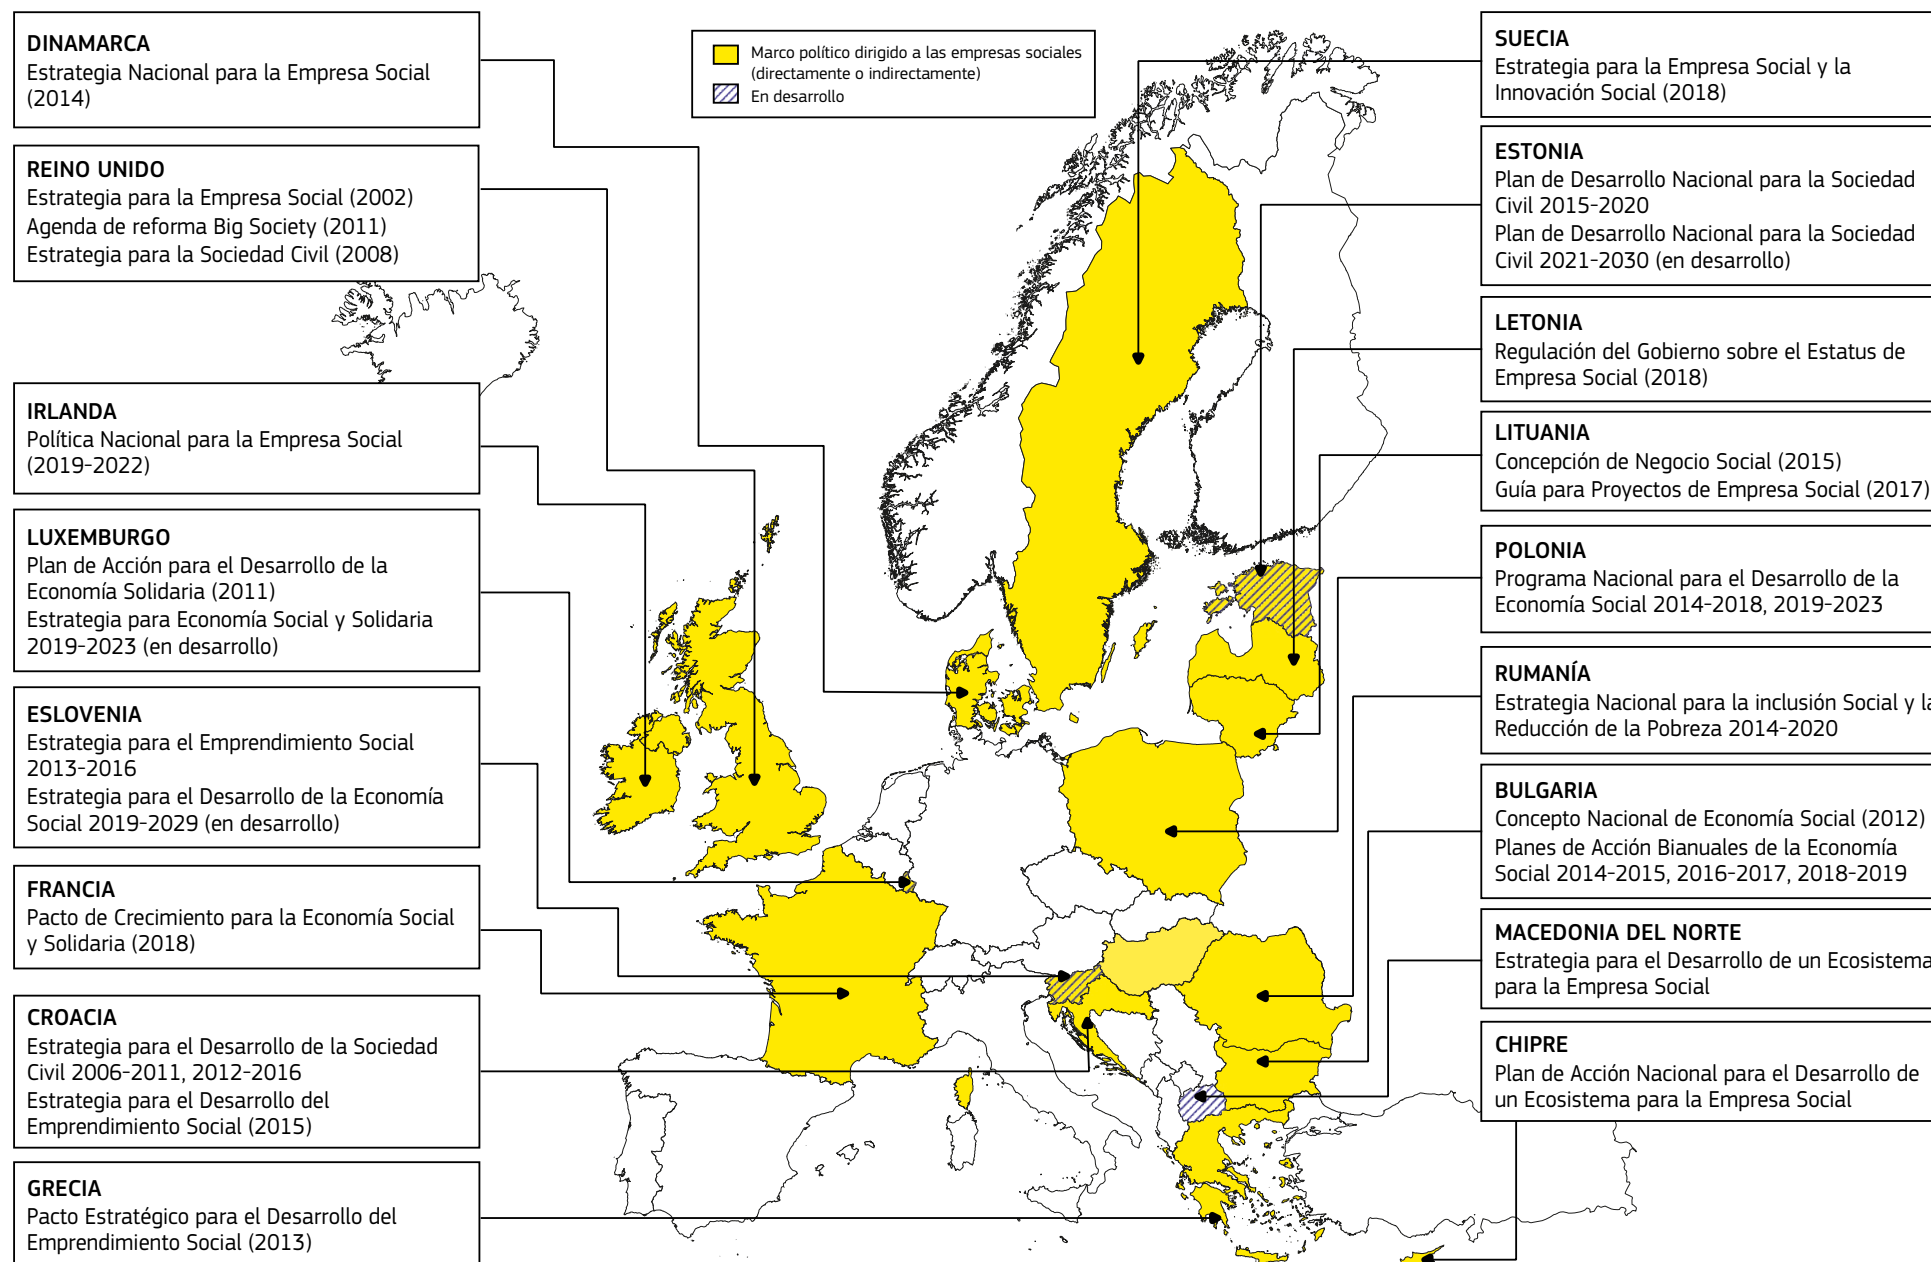 DINAMARCA
Estrategia Nacional para la Empresa Social
(2014)
REINO UNIDO
Estrategia para la Empresa Social (2002)
Agenda de reforma Big Society (2011)
Estrategia para la Sociedad Civil (2008)
IRLANDA
Política Nacional para la Empresa Social
(2019-2022)
LUXEMBURGO
Plan de Acción para el Desarrollo de la
Economía Solidaria (2011)
Estrategia para Economía Social y Solidaria
2019-2023 (en desarrollo)
ESLOVENIA
Estrategia para el Emprendimiento Social
2013-2016
Estrategia para el Desarrollo de la Economía
Social 2019-2029 (en desarrollo)
FRANCIA
Pacto de Crecimiento para la Economía Social
y Solidaria (2018)
CROACIA
Estrategia para el Desarrollo de la Sociedad
Civil 2006-2011, 2012-2016
Estrategia para el Desarrollo del
Emprendimiento Social (2015)
GRECIA
Pacto Estratégico para el Desarrollo del
Emprendimiento Social (2013)
Marco político dirigido a las empresas sociales
(directamente o indirectamente)
En desarrollo
SUECIA
Estrategia para la Empresa Social y la
Innovación Social (2018)
ESTONIA
Plan de Desarrollo Nacional para la Sociedad
Civil 2015-2020
Plan de Desarrollo Nacional para la Sociedad
Civil 2021-2030 (en desarrollo)
LETONIA
Regulación del Gobierno sobre el Estatus de
Empresa Social (2018)
LITUANIA
Concepción de Negocio Social (2015)
Guía para Proyectos de Empresa Social (2017)
POLONIA
Programa Nacional para el Desarrollo de la
Economía Social 2014-2018, 2019-2023
RUMANÍA
Estrategia Nacional para la inclusión Social y la
Reducción de la Pobreza 2014-2020
BULGARIA
Concepto Nacional de Economía Social (2012)
Planes de Acción Bianuales de la Economía
Social 2014-2015, 2016-2017, 2018-2019
MACEDONIA DEL NORTE
Estrategia para el Desarrollo de un Ecosistema
para la Empresa Social
CHIPRE
Plan de Acción Nacional para el Desarrollo de
un Ecosistema para la Empresa Social